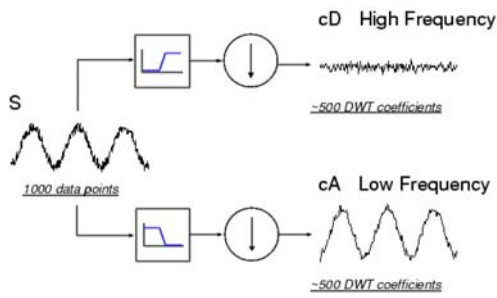 cD High Frequency
~500 DWT coefficients
S
1000 data points
cA Low Frequency
~500 DWT coefficients